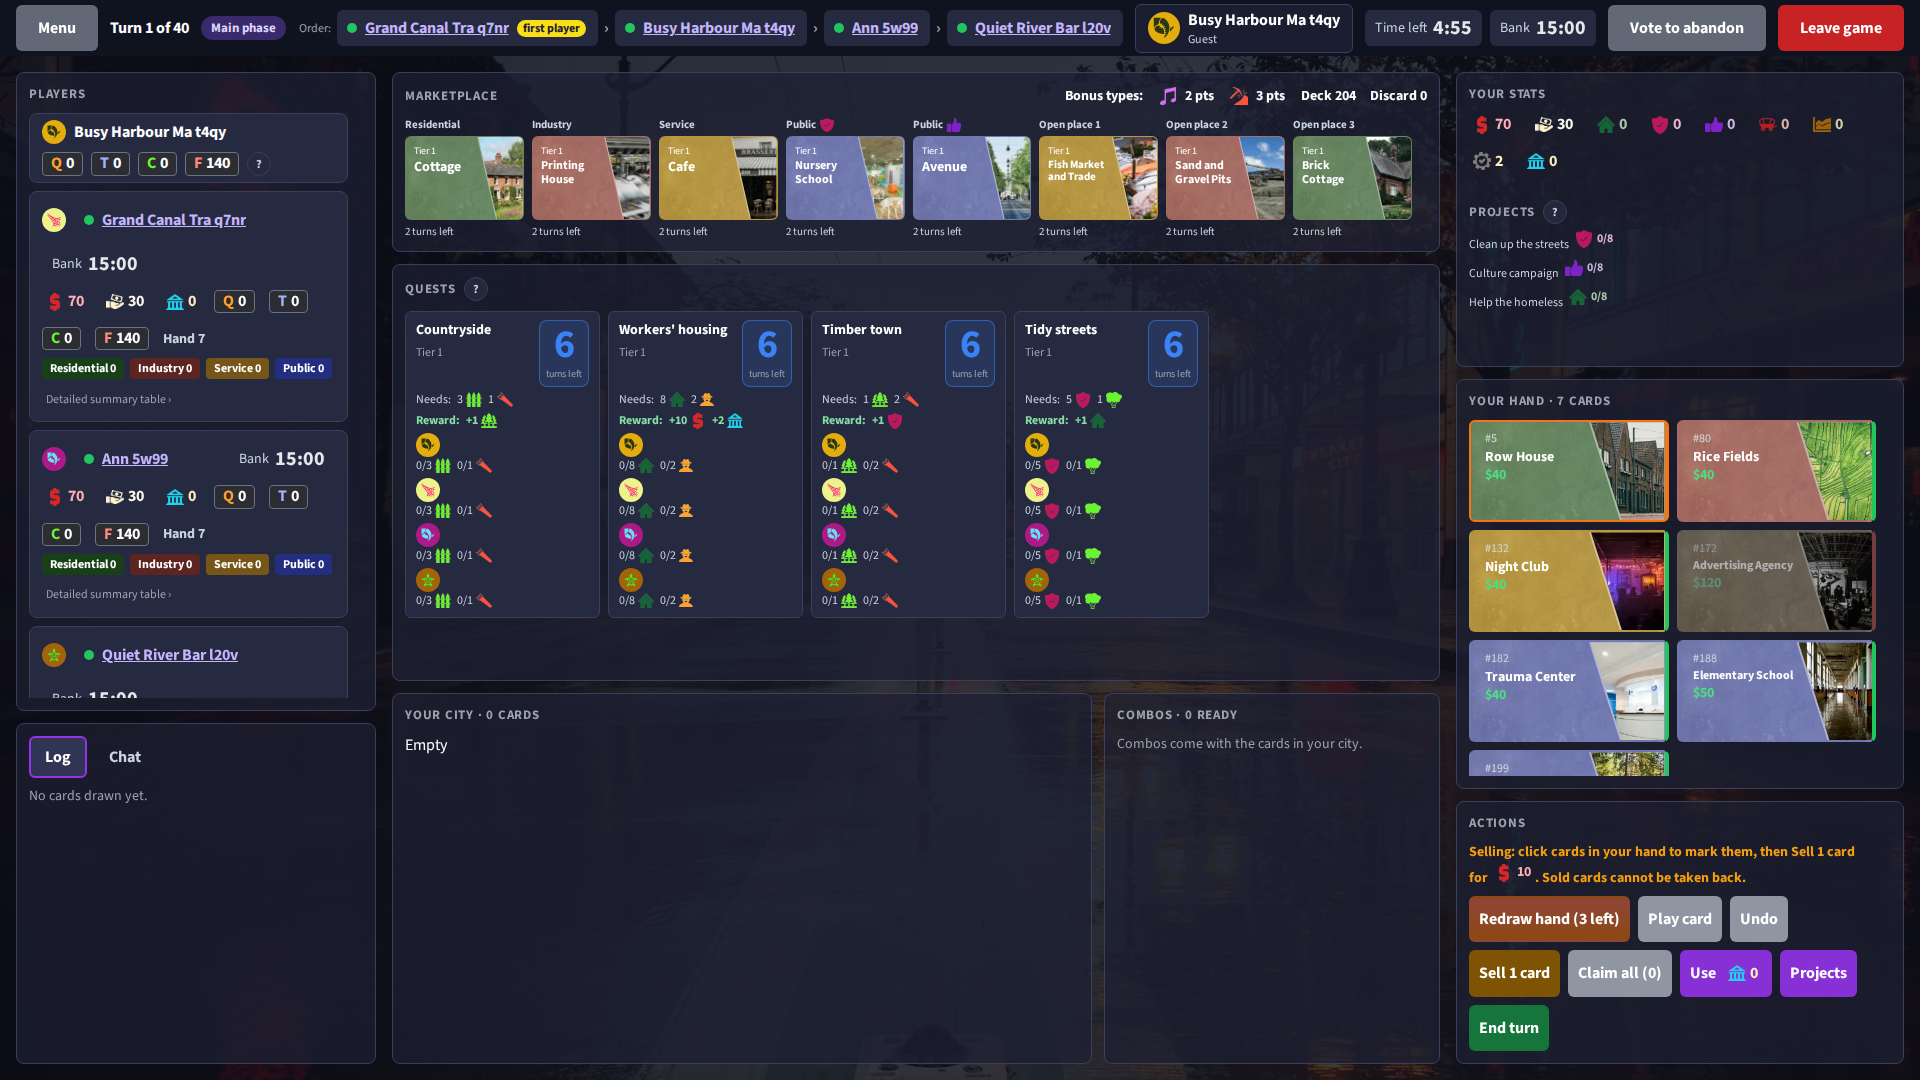 Menu
Turn 1 of 40
Main phase
Order:
Grand Canal Tra q7nr
first player
›
Busy Harbour Ma t4qy
›
Ann 5w99
›
Quiet River Bar l20v
Busy Harbour Ma t4qy
Guest
Time left 4:55
Bank 15:00
Vote to abandon
Leave game
PLAYERS
Busy Harbour Ma t4qy
Q 0 T 0 C 0 F 140 ?
Grand Canal Tra q7nr
Bank 15:00
70 30 0 Q 0 T 0
C 0 F 140 Hand 7
Residential 0 Industry 0 Service 0 Public 0
Detailed summary table ›
Ann 5w99 Bank 15:00
70 30 0 Q 0 T 0
C 0 F 140 Hand 7
Residential 0 Industry 0 Service 0 Public 0
Detailed summary table ›
Quiet River Bar l20v
Bank 15:00
Log
Chat
No cards drawn yet.
MARKETPLACE
Bonus types: 2 pts 3 pts Deck 204 Discard 0
Residential
Tier 1
Cottage
2 turns left
Industry
Tier 1
Printing
House
2 turns left
Service
Tier 1
Cafe
2 turns left
Public
Tier 1
Nursery
School
2 turns left
Public
Tier 1
Avenue
2 turns left
Open place 1
Tier 1
Fish Market
and Trade
2 turns left
Open place 2
Tier 1
Sand and
Gravel Pits
2 turns left
Open place 3
Tier 1
Brick
Cottage
2 turns left
QUESTS ?
Countryside
Tier 1
6
turns left
Needs: 3 1
Reward: +1
0/3 0/1
0/3 0/1
0/3 0/1
0/3 0/1
Workers' housing
Tier 1
6
turns left
Needs: 8 2
Reward: +10 +2
0/8 0/2
0/8 0/2
0/8 0/2
0/8 0/2
Timber town
Tier 1
6
turns left
Needs: 1 2
Reward: +1
0/1 0/2
0/1 0/2
0/1 0/2
0/1 0/2
Tidy streets
Tier 1
6
turns left
Needs: 5 1
Reward: +1
0/5 0/1
0/5 0/1
0/5 0/1
0/5 0/1
YOUR CITY · 0 CARDS
Empty
COMBOS · 0 READY
Combos come with the cards in your city.
YOUR STATS
70 30 0 0 0 0 0
2 0
PROJECTS ?
Clean up the streets 0/8
Culture campaign 0/8
Help the homeless 0/8
YOUR HAND · 7 CARDS
#5
Row House
$40
#80
Rice Fields
$40
#132
Night Club
$40
#172
Advertising Agency
$120
#182
Trauma Center
$40
#188
Elementary School
$50
#199
ACTIONS
Selling: click cards in your hand to mark them, then Sell 1 card
for 10 . Sold cards cannot be taken back.
Redraw hand (3 left)
Play card
Undo
Sell 1 card
Claim all (0)
Use 0
Projects
End turn